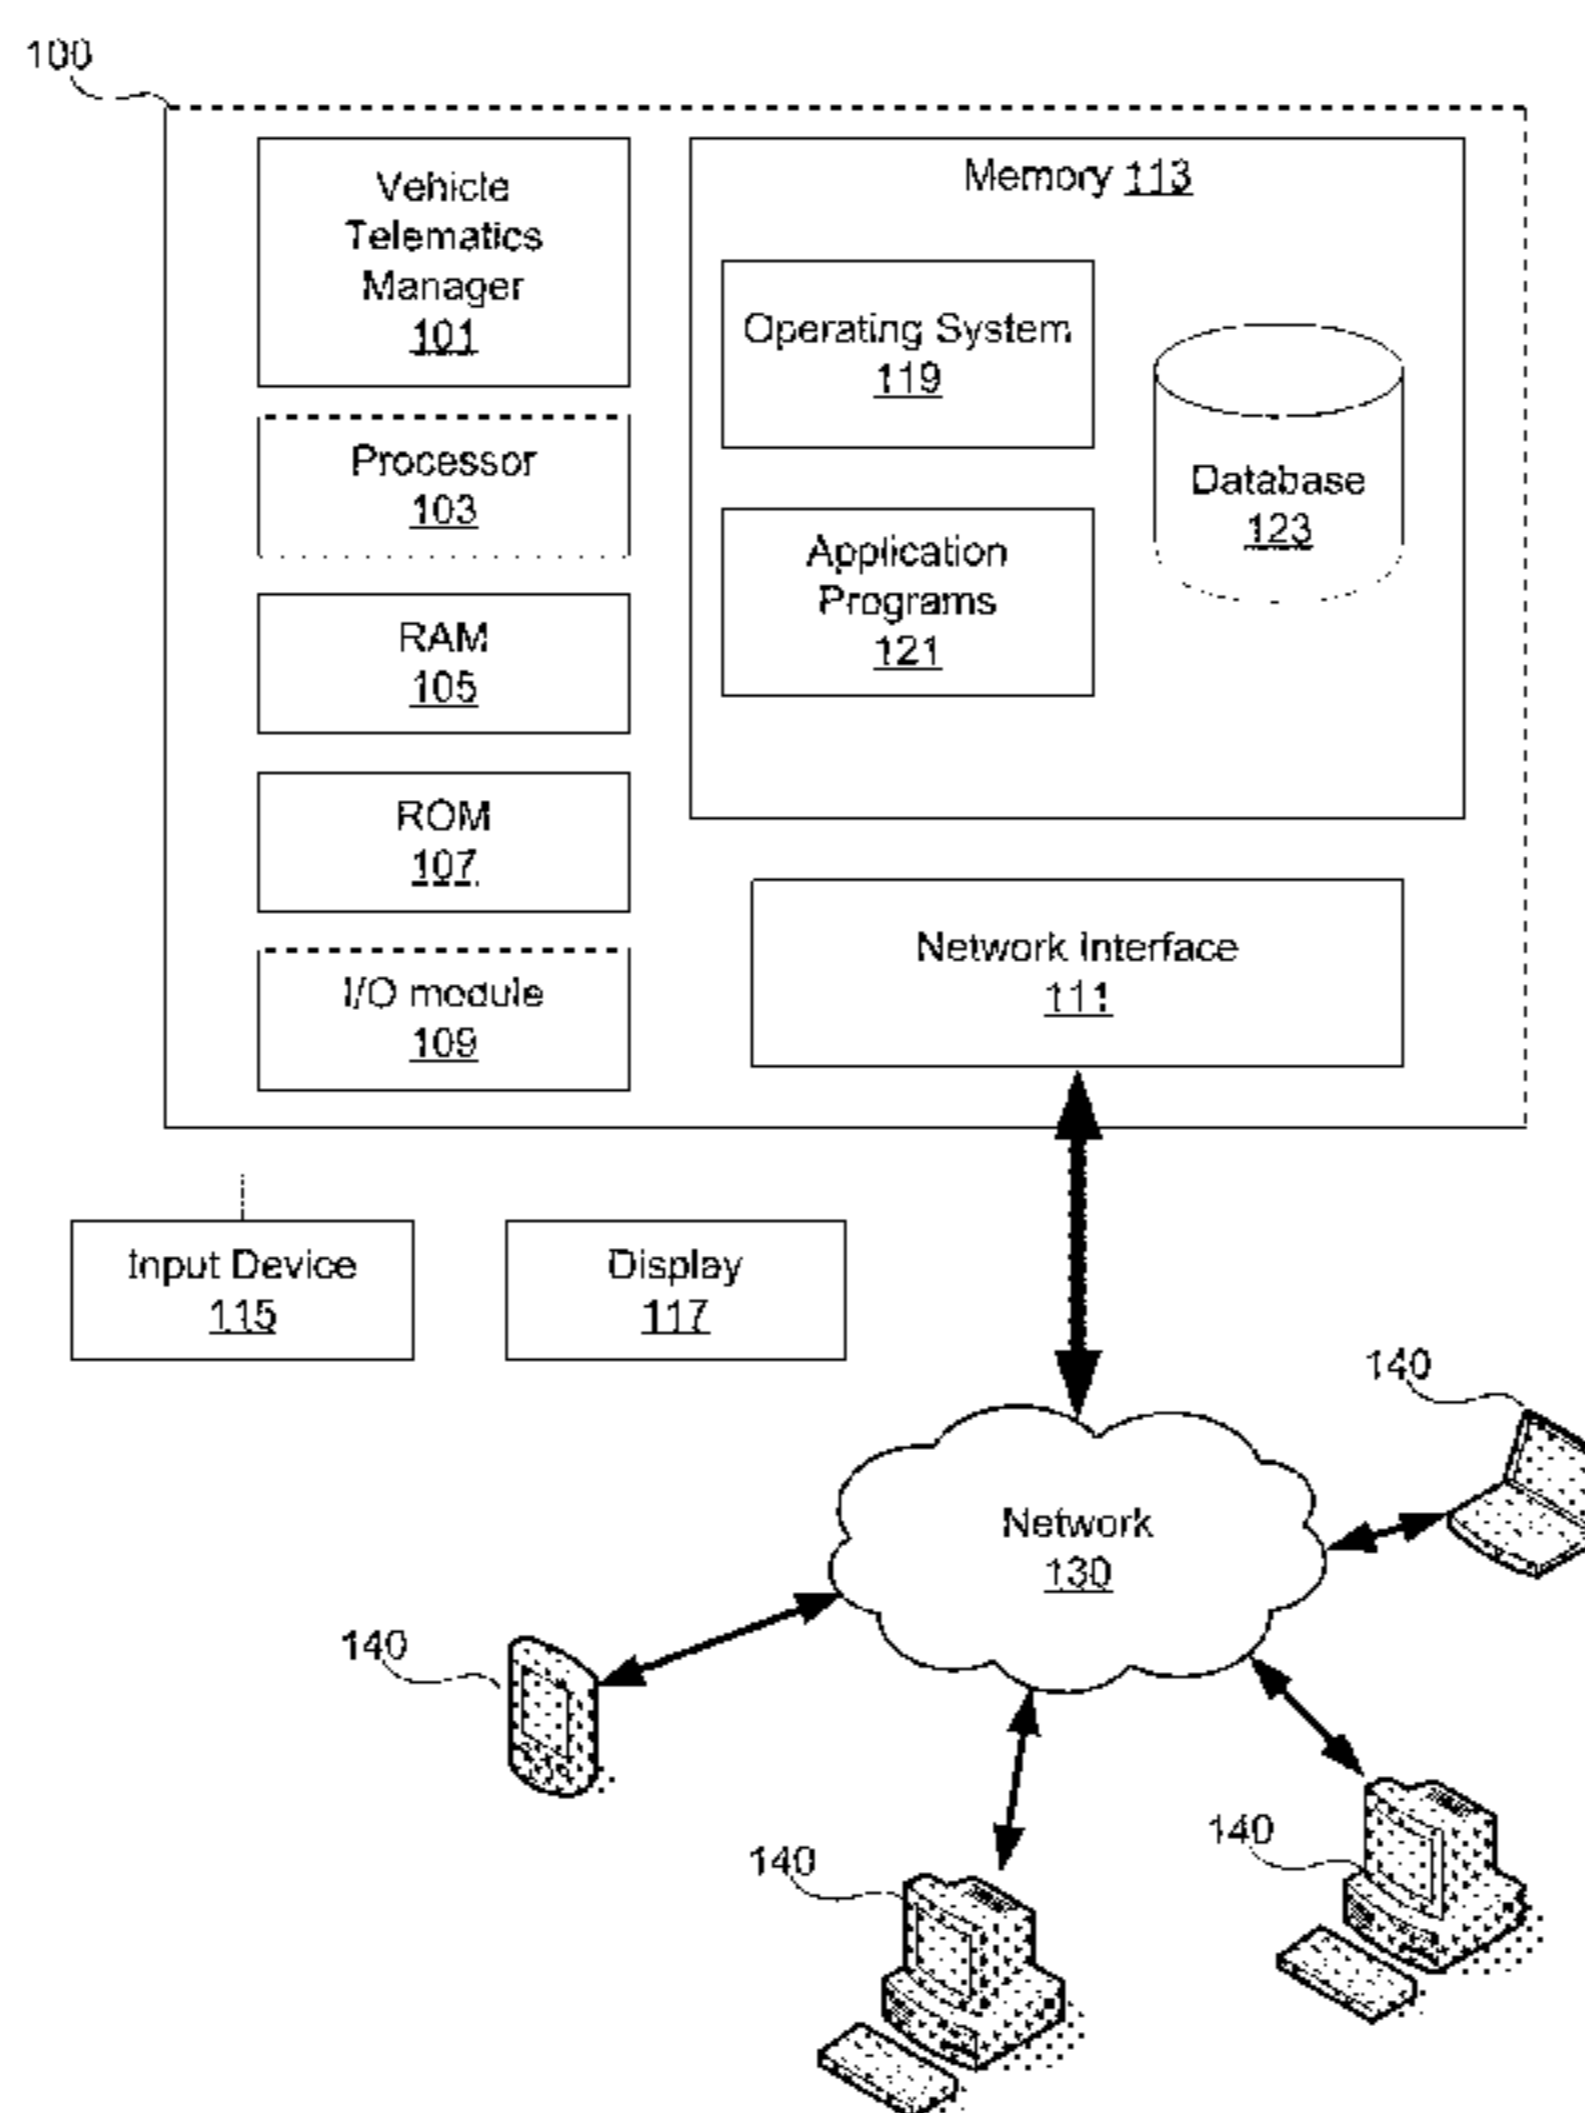 100
Vehicle
Telematics
Manager
101
Processor
103
RAM
105
ROM
107
I/O module
109
Memory 113
Operating System
119
Application
Programs
121
Database
123
Network Interface
111
Input Device
115
Display
117
Network
130
140
140
140
140